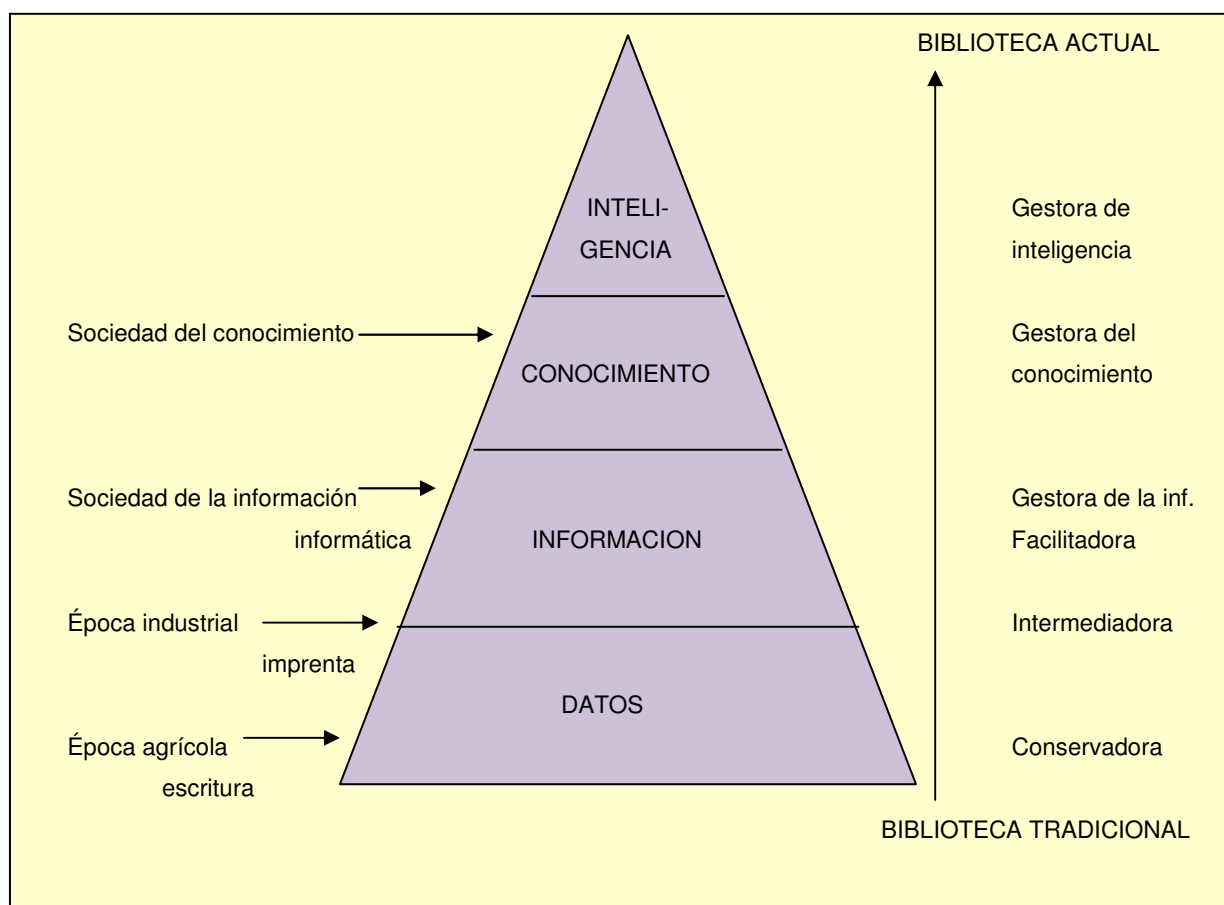 BIBLIOTECA ACTUAL
INTELI-
GENCIA
Gestora de
inteligencia
Sociedad del conocimiento
CONOCIMIENTO
Gestora del
conocimiento
Sociedad de la información
informática
INFORMACION
Gestora de la inf.
Facilitadora
Época industrial
imprenta
Intermediadora
DATOS
Época agrícola
escritura
Conservadora
BIBLIOTECA TRADICIONAL